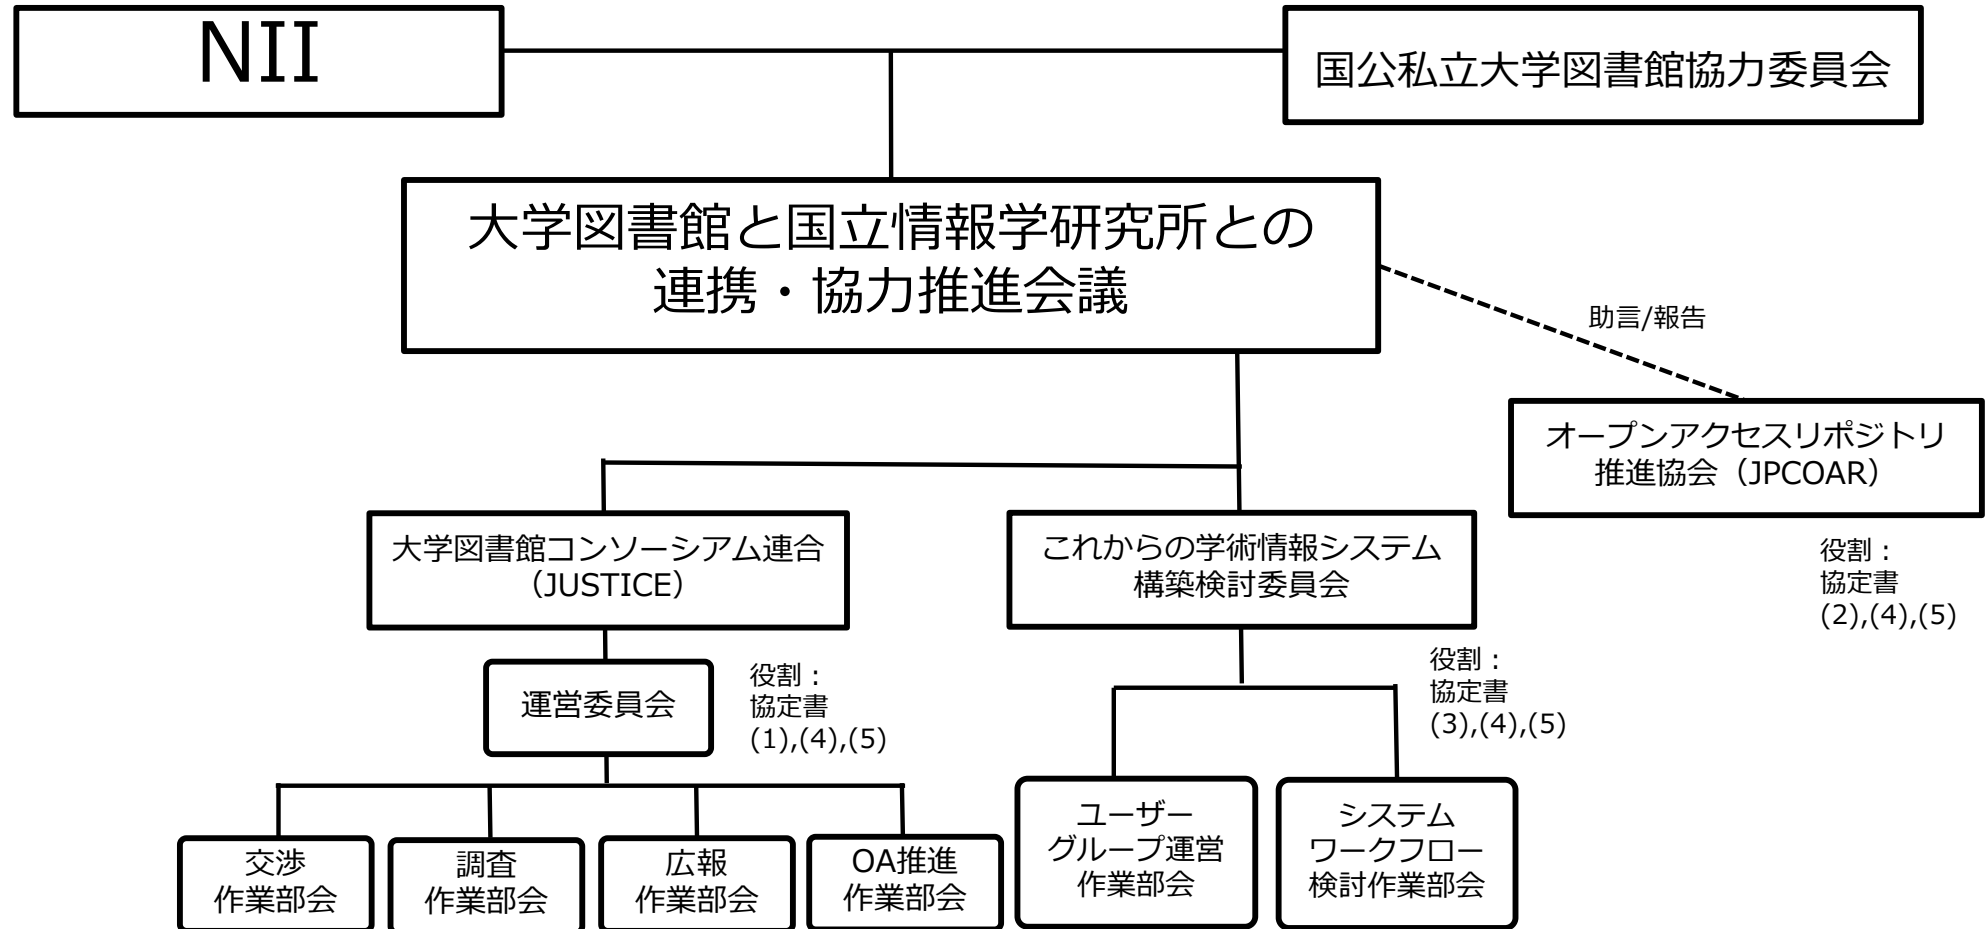 NII
国公私立大学図書館協力委員会
大学図書館と国立情報学研究所との
連携・協力推進会議
助言/報告
オープンアクセスリポジトリ
推進協会（JPCOAR）
役割：
協定書
(2),(4),(5)
大学図書館コンソーシアム連合
（JUSTICE）
これからの学術情報システム
構築検討委員会
運営委員会
役割：
協定書
(1),(4),(5)
役割：
協定書
(3),(4),(5)
交渉
作業部会
調査
作業部会
広報
作業部会
OA推進
作業部会
ユーザー
グループ運営
作業部会
システム
ワークフロー
検討作業部会